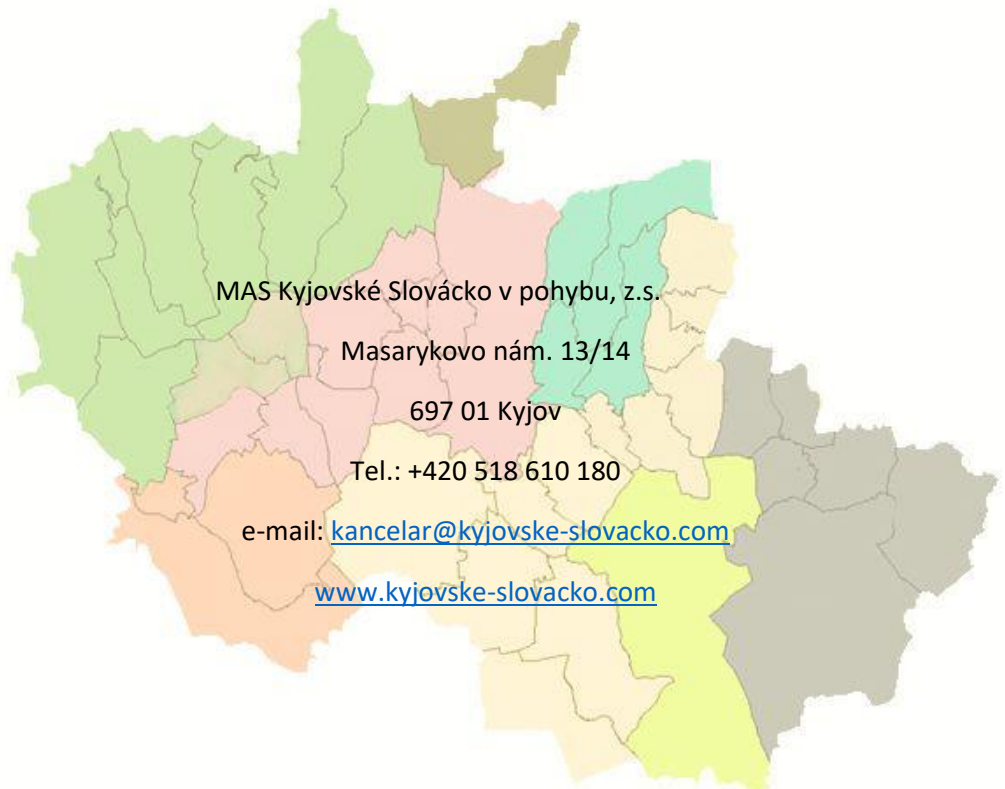 MAS Kyjovské Slovácko v pohybu, z.s.
Masarykovo nám. 13/14
697 01 Kyjov
Tel.: +420 518 610 180
e-mail: kancelar@kyjovske-slovacko.com
www.kyjovske-slovacko.com